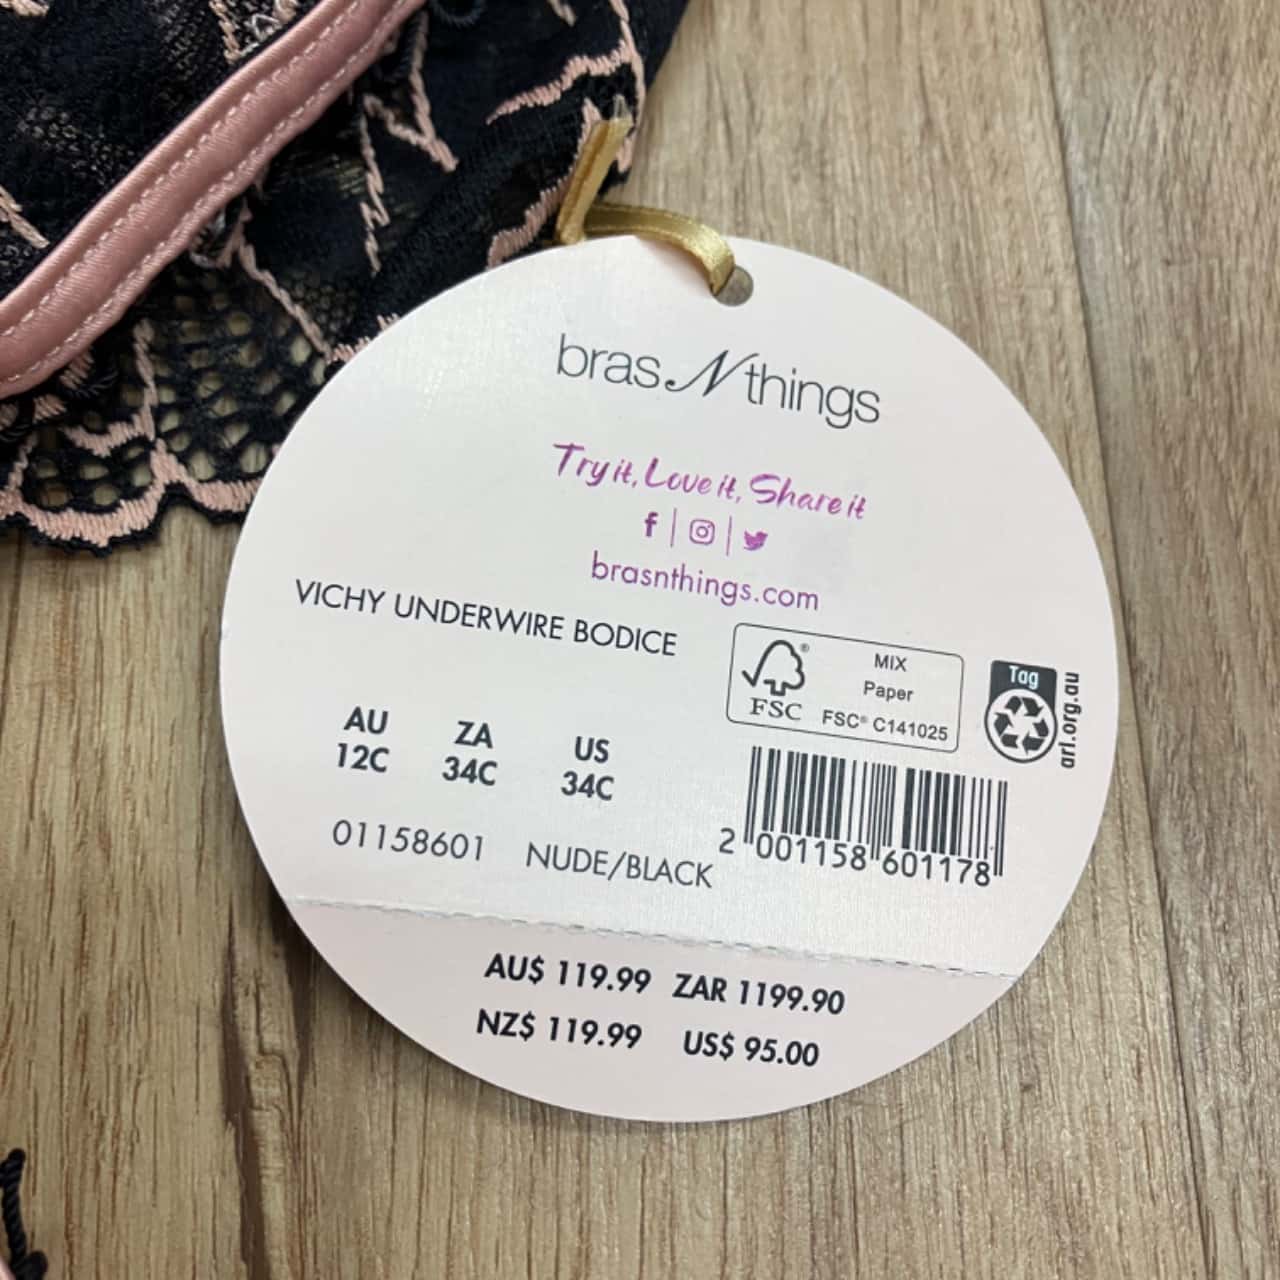 bras N things
Try it, Love it, Share it
brasnthings.com
VICHY UNDERWIRE BODICE
FSC®
MIX
Paper
FSC® C141025
Tag
arl.org.au
AU ZA US
12C 34C 34C
01158601 NUDE/BLACK
2 001158 601178
AU$ 119.99 ZAR 1199.90
NZ$ 119.99 US$ 95.00